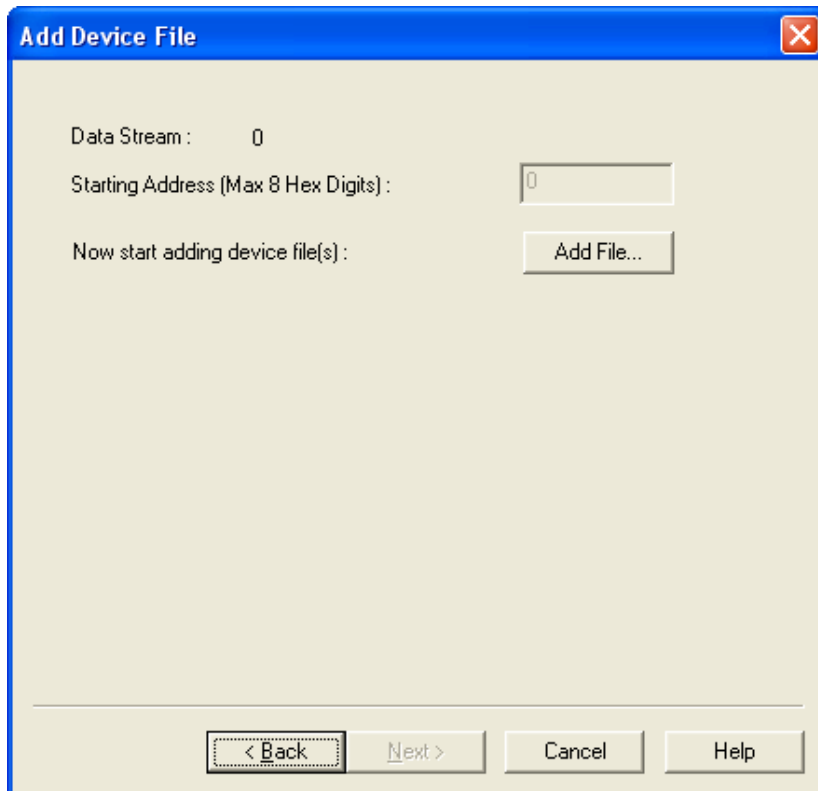 Add Device File
Data Stream : 0
Starting Address (Max 8 Hex Digits) : 0
Now start adding device file(s) : Add File...
< Back Next > Cancel Help